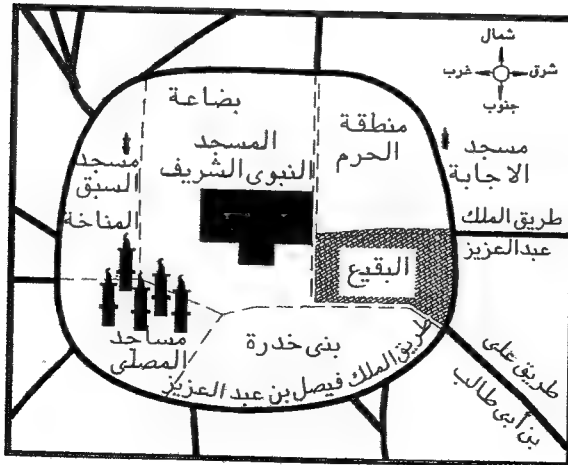 شمال
شرق
غرب
جنوب
بضاعة
منطقة
الحرم
المسجد
النبوى الشريف
مسجد
الاجابة
مسجد
السبق
المناخة
طريق الملك
عبدالعزيز
البقيع
مساجد
المصلى
بنى خدرة
طريق الملك فيصل بن عبد العزيز
طريق على
بن أبى طالب